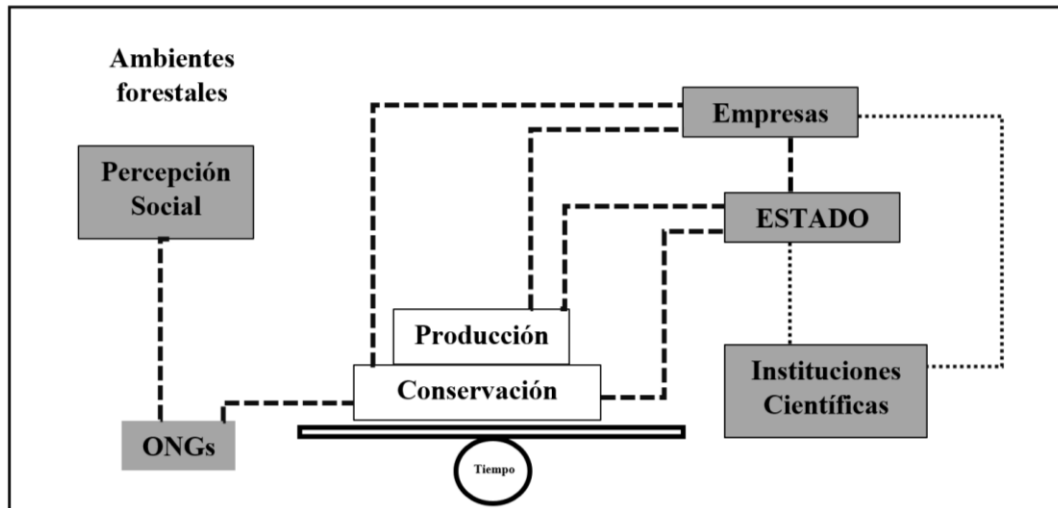 Ambientes
forestales
Empresas
Percepción
Social
ESTADO
Producción
Conservación
Instituciones
Científicas
ONGs
Tiempo